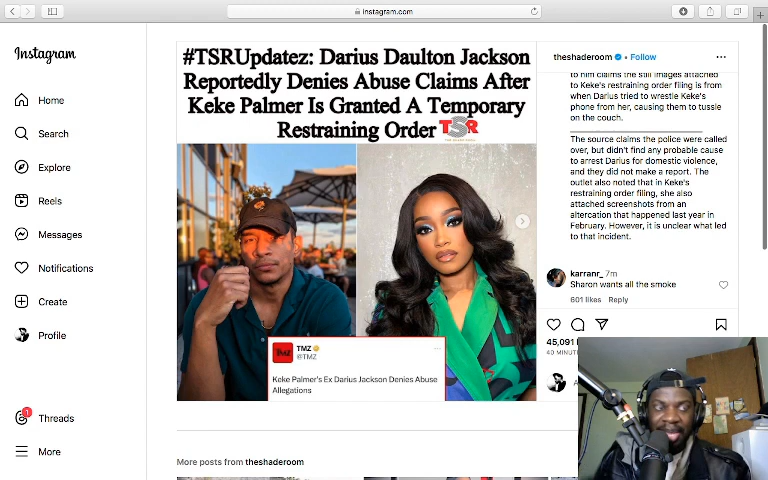 instagram.com
Instagram
Home
Search
Explore
Reels
Messages
Notifications
Create
Profile
1
Threads
More
#TSRUpdatez: Darius Daulton Jackson
Reportedly Denies Abuse Claims After
Keke Palmer Is Granted A Temporary
Restraining Order TSR
TMZ
TMZ
@TMZ
Keke Palmer's Ex Darius Jackson Denies Abuse
Allegations
theshaderoom • Follow
to him claims the still images attached
to Keke's restraining order filing is from
when Darius tried to wrestle Keke's
phone from her, causing them to tussle
on the couch.
The source claims the police were called
over, but didn't find any probable cause
to arrest Darius for domestic violence,
and they did not make a report. The
outlet also noted that in Keke's
restraining order filing, she also
attached screenshots from an
altercation that happened last year in
February. However, it is unclear what led
to that incident.
karranr_ 7m
Sharon wants all the smoke
601 likes Reply
45,091
40 MINUT
More posts from theshaderoom